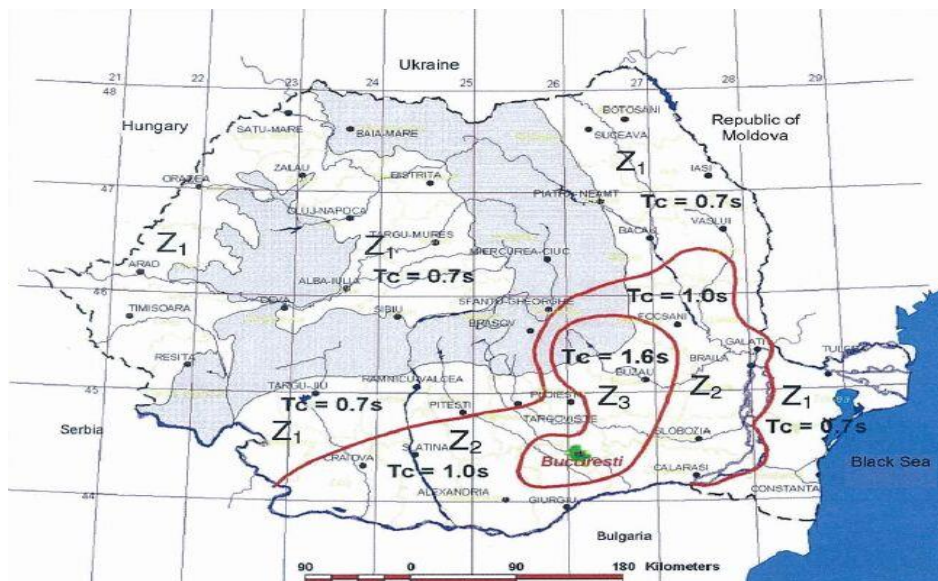 Ukraine
21
22
23
24
25
26
27
28
29
48
Hungary
SATU-MARE
BAIA-MARE
BOTOSANI
SUCEAVA
Republic of
Moldova
Z1
ZALAU
BISTRITA
IASI
47
ORADEA
PIATRA-NEAMT
Tc = 0.7s
CLUJ-NAPOCA
TARGU-MURES
BACAU
VASLUI
Z1
Z1
MIERCUREA-CIUC
ARAD
Tc = 0.7s
ALBA-IULIA
46
Tc = 1.0s
DEVA
SFANTU-GHEORGHE
TIMISOARA
SIBIU
BRASOV
FOCSANI
GALATI
RESITA
Tc = 1.6s
BRAILA
TULCEA
45
TARGU-JIU
RAMNICU-VALCEA
BUZAU
Z2
Z1
Tc = 0.7s
PITESTI
PLOIESTI
Z3
Serbia
Z1
TARGOVISTE
Tc = 0.7s
SLATINA
Z2
SLOBOZIA
CRAIOVA
Bucuresti
Black Sea
Tc = 1.0s
CALARASI
44
ALEXANDRIA
GIURGIU
CONSTANTA
Bulgaria
90
0
90
180 Kilometers